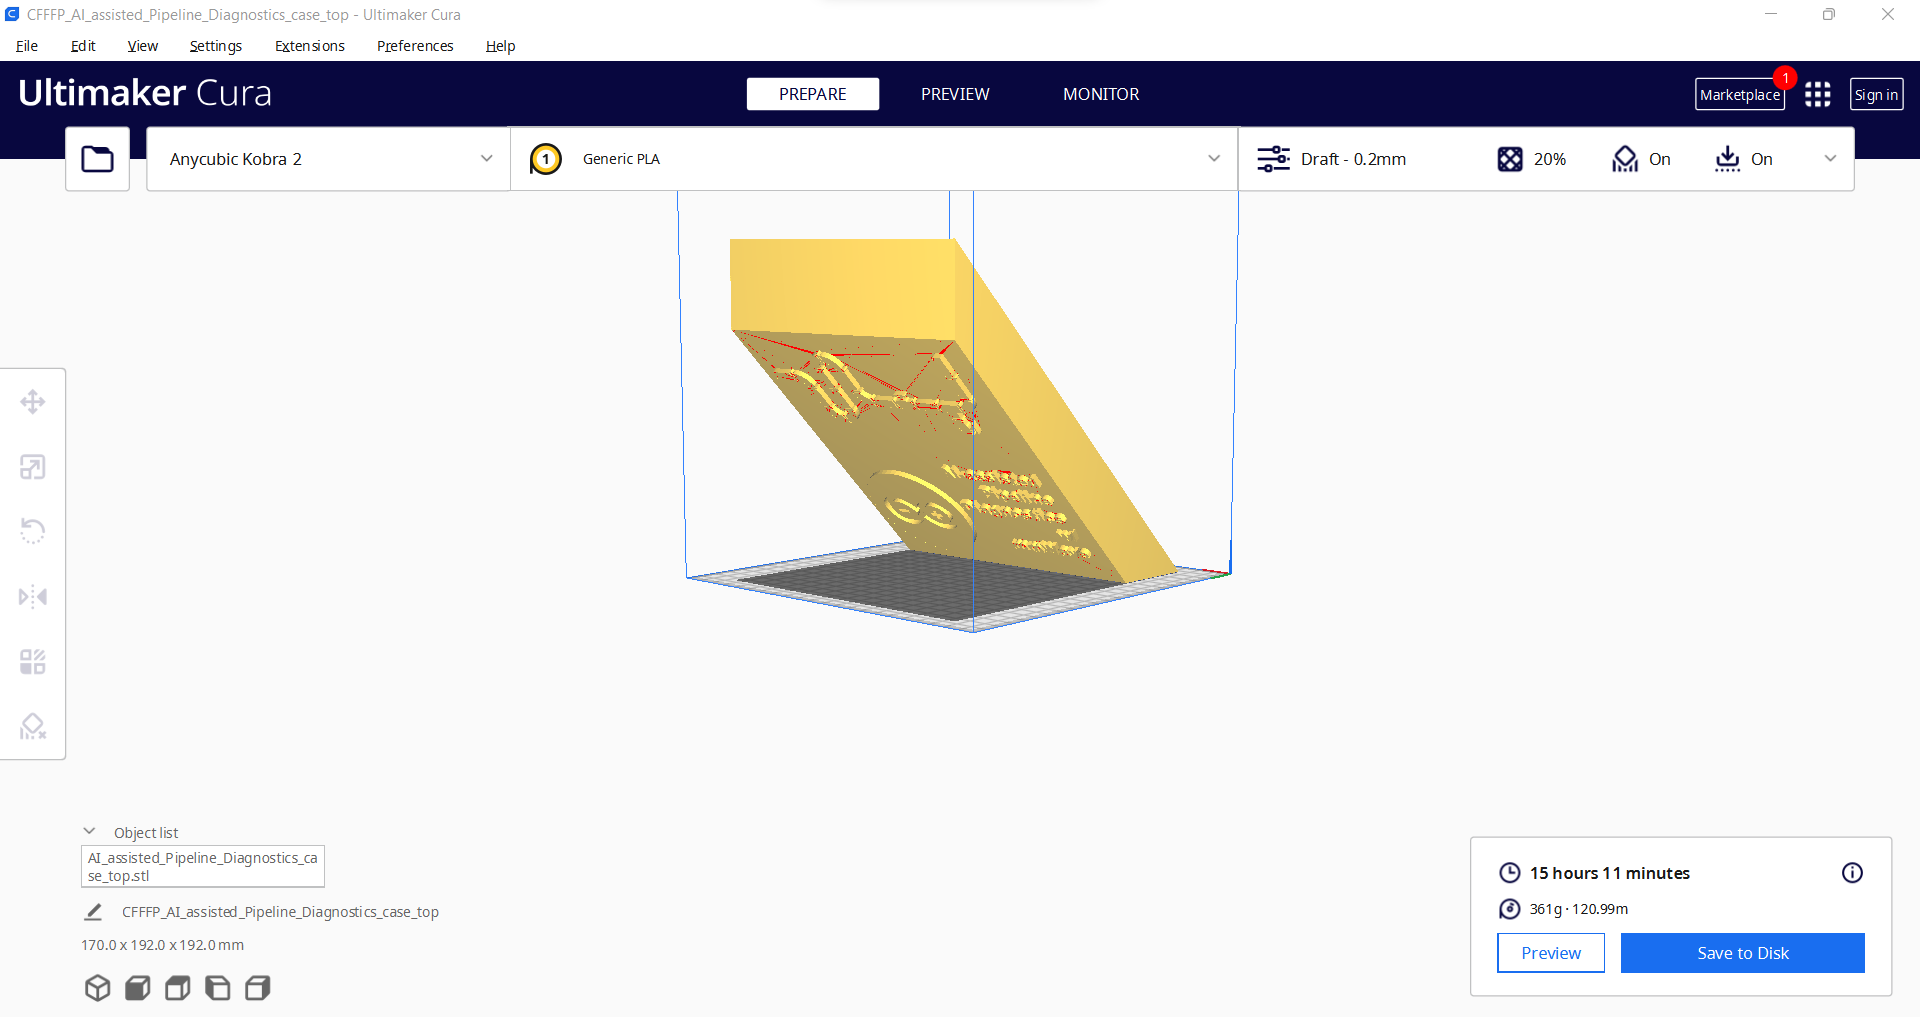 CFFFP_AI_assisted_Pipeline_Diagnostics_case_top - Ultimaker Cura
File Edit View Settings Extensions Preferences Help
Ultimaker Cura
PREPARE PREVIEW MONITOR
Marketplace 1 Sign in
Anycubic Kobra 2 1 Generic PLA Draft - 0.2mm 20% On On
Object list
AI_assisted_Pipeline_Diagnostics_ca
se_top.stl
CFFFP_AI_assisted_Pipeline_Diagnostics_case_top
170.0 x 192.0 x 192.0 mm
15 hours 11 minutes
361g · 120.99m
Preview Save to Disk